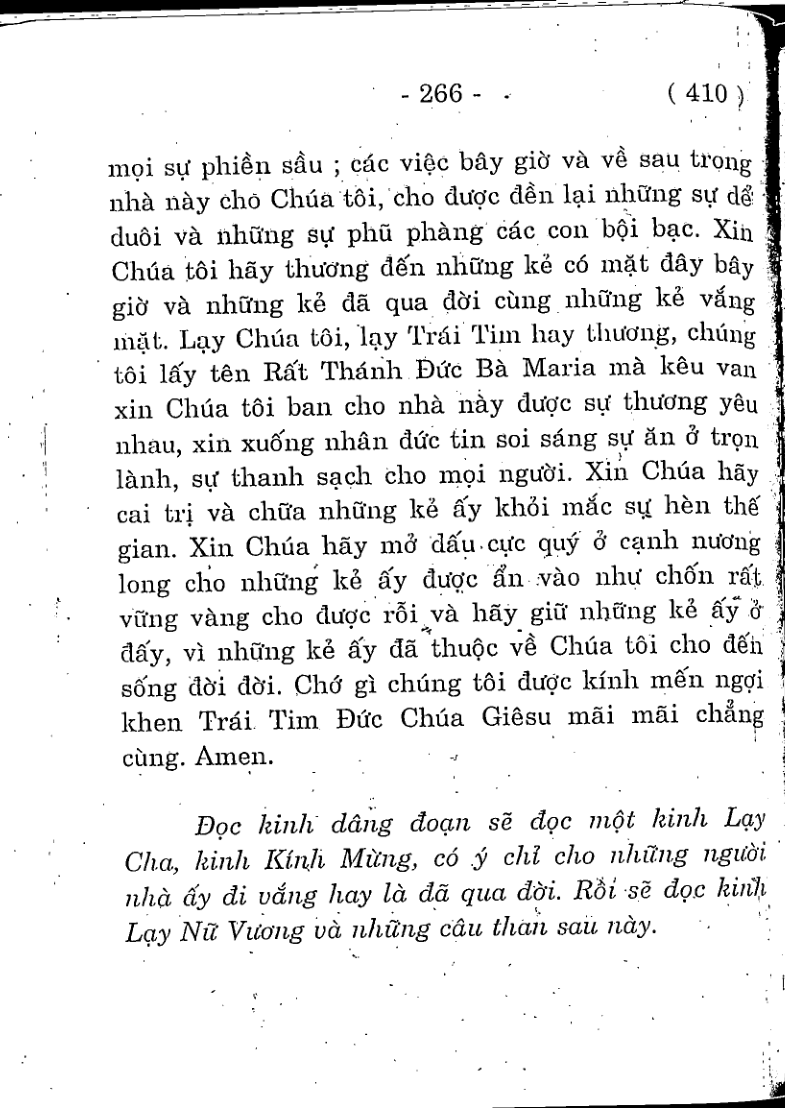 - 266 -
( 410 )
mọi sự phiền sầu ; các việc bây giờ và về sau trong
nhà này cho Chúa tôi, cho được đền lại những sự dể
duôi và những sự phũ phàng các con bội bạc. Xin
Chúa tôi hãy thương đến những kẻ có mặt đây bây
giờ và những kẻ đã qua đời cùng những kẻ vắng
mặt. Lạy Chúa tôi, lạy Trái Tim hay thương, chúng
tôi lấy tên Rất Thánh Đức Bà Maria mà kêu van
xin Chúa tôi ban cho nhà này được sự thương yêu
nhau, xin xuống nhân đức tin soi sáng sự ăn ở trọn
lành, sự thanh sạch cho mọi người. Xin Chúa hãy
cai trị và chữa những kẻ ấy khỏi mắc sự hèn thế
gian. Xin Chúa hãy mở dấu cực quý ở cạnh nương
long cho những kẻ ấy được ẩn vào như chốn rất
vững vàng cho được rỗi và hãy giữ những kẻ ấy ở
đấy, vì những kẻ ấy đã thuộc về Chúa tôi cho đến
sống đời đời. Chớ gì chúng tôi được kính mến ngợi
khen Trái Tim Đức Chúa Giêsu mãi mãi chẳng
cùng. Amen.
Đọc kinh dâng đoạn sẽ đọc một kinh Lạy
Cha, kinh Kính Mừng, có ý chỉ cho những người
nhà ấy đi vắng hay là đã qua đời. Rồi sẽ đọc kinh
Lạy Nữ Vương và những câu than sau này.